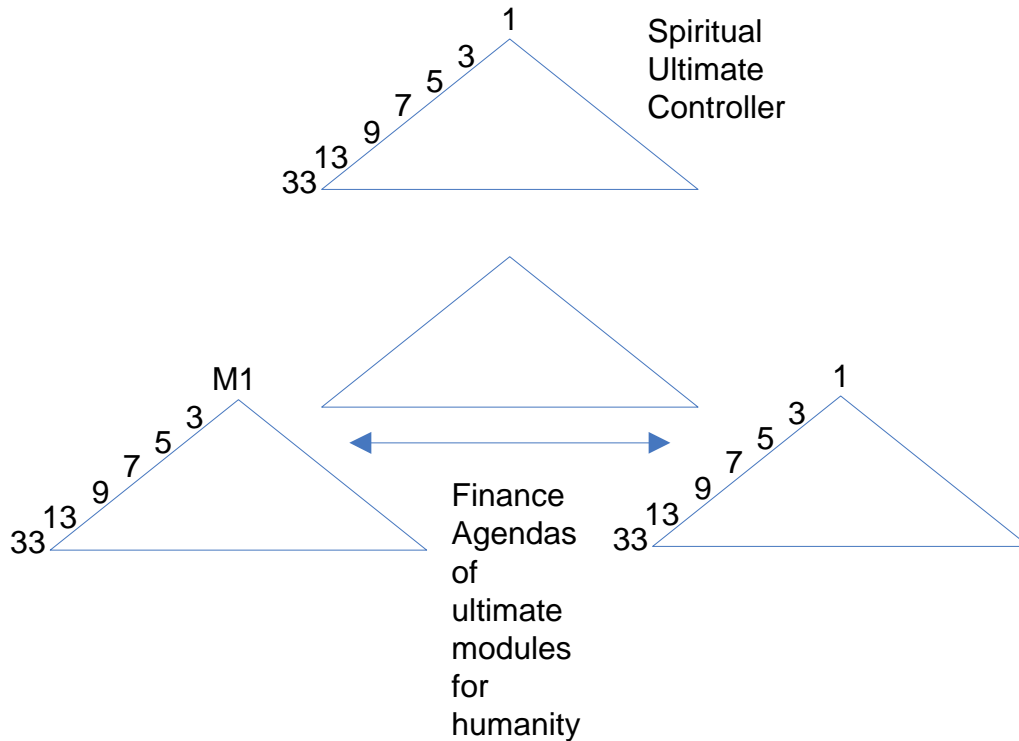 1
3
5
7
9
13
33
Spiritual
Ultimate
Controller
M1
3
5
7
9
13
33
1
3
5
7
9
13
33
Finance
Agendas
of
ultimate
modules
for
humanity